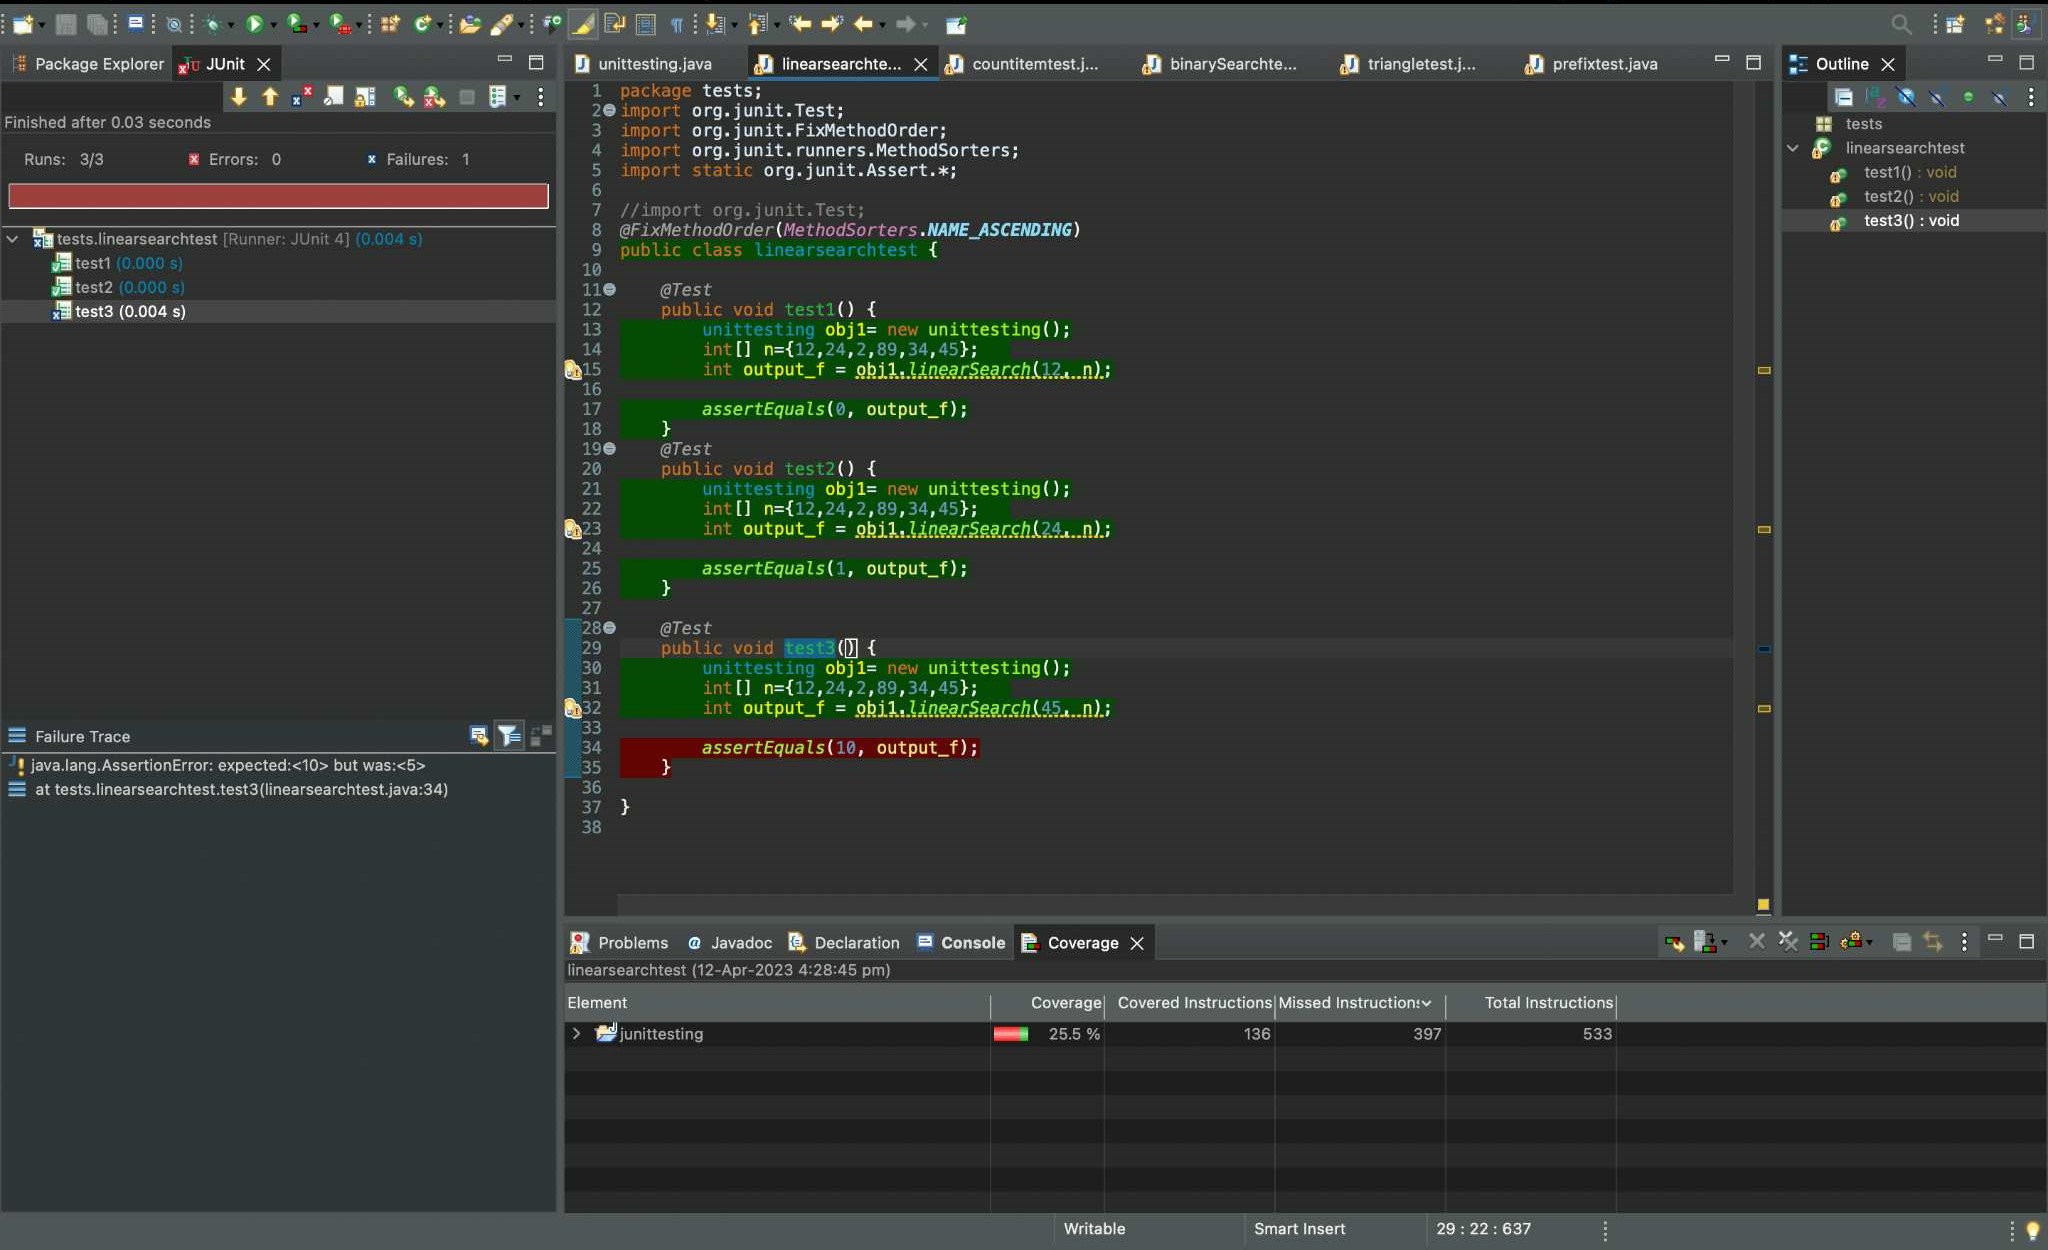 Package Explorer
JUnit
Finished after 0.03 seconds
Runs: 3/3
Errors: 0
Failures: 1
tests.linearsearchtest [Runner: JUnit 4] (0.004 s)
test1 (0.000 s)
test2 (0.000 s)
test3 (0.004 s)
Failure Trace
java.lang.AssertionError: expected:<10> but was:<5>
at tests.linearsearchtest.test3(linearsearchtest.java:34)
unittesting.java
linearsearchte...
countitemtest.j...
binarySearchte...
triangletest.j...
prefixtest.java
1 package tests;
2 import org.junit.Test;
3 import org.junit.FixMethodOrder;
4 import org.junit.runners.MethodSorters;
5 import static org.junit.Assert.*;
6
7 //import org.junit.Test;
8 @FixMethodOrder(MethodSorters.NAME_ASCENDING)
9 public class linearsearchtest {
10
11 @Test
12 public void test1() {
13 unittesting obj1= new unittesting();
14 int[] n={12,24,2,89,34,45};
15 int output_f = obj1.linearSearch(12, n);
16
17 assertEquals(0, output_f);
18 }
19 @Test
20 public void test2() {
21 unittesting obj1= new unittesting();
22 int[] n={12,24,2,89,34,45};
23 int output_f = obj1.linearSearch(24, n);
24
25 assertEquals(1, output_f);
26 }
27
28 @Test
29 public void test3() {
30 unittesting obj1= new unittesting();
31 int[] n={12,24,2,89,34,45};
32 int output_f = obj1.linearSearch(45, n);
33
34 assertEquals(10, output_f);
35 }
36
37 }
38
Outline
tests
linearsearchtest
test1() : void
test2() : void
test3() : void
Problems
Javadoc
Declaration
Console
Coverage
linearsearchtest (12-Apr-2023 4:28:45 pm)
Element Coverage Covered Instructions Missed Instructions Total Instructions
junittesting 25.5 % 136 397 533
Writable
Smart Insert
29 : 22 : 637